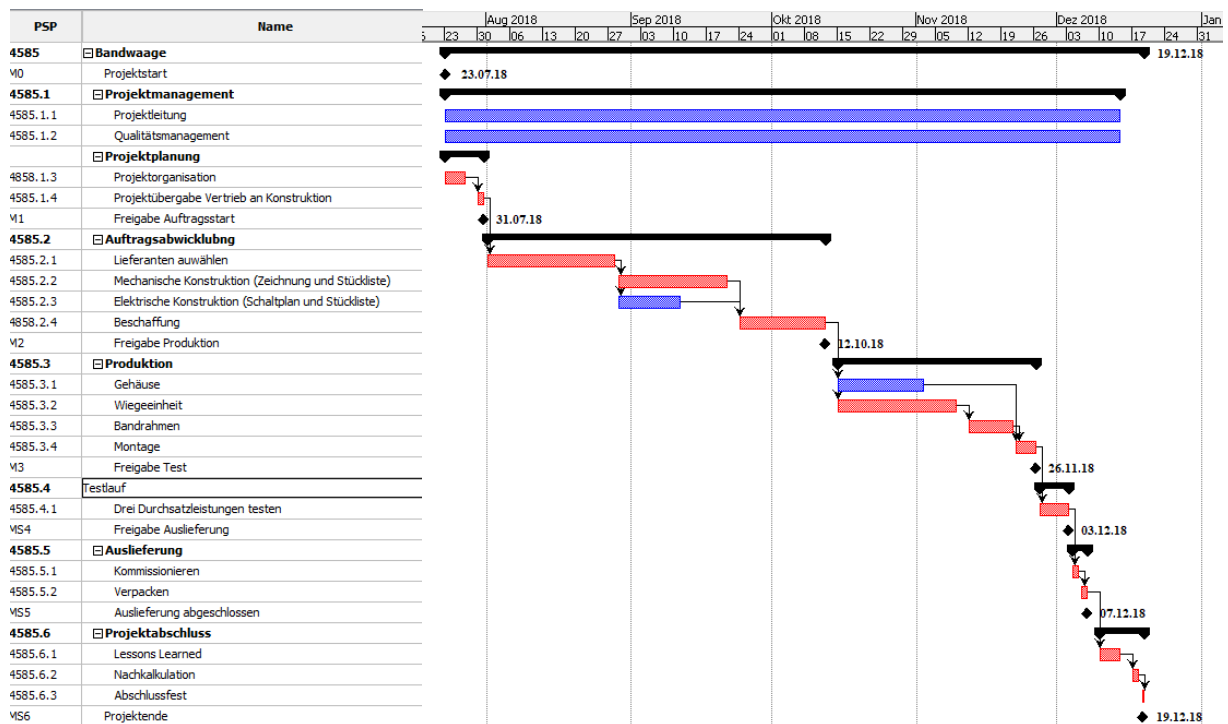 PSP Name Aug 2018 Sep 2018 Okt 2018 Nov 2018 Dez 2018 Jan
23 30 06 13 20 27 03 10 17 24 01 08 15 22 29 05 12 19 26 03 10 17 24 31
4585 Bandwaage 19.12.18
M0 Projektstart 23.07.18
4585.1 Projektmanagement
4585.1.1 Projektleitung
4585.1.2 Qualitätsmanagement
Projektplanung
4858.1.3 Projektorganisation
4585.1.4 Projektübergabe Vertrieb an Konstruktion
M1 Freigabe Auftragsstart 31.07.18
4585.2 Auftragsabwicklubng
4585.2.1 Lieferanten auwählen
4585.2.2 Mechanische Konstruktion (Zeichnung und Stückliste)
4585.2.3 Elektrische Konstruktion (Schaltplan und Stückliste)
4858.2.4 Beschaffung
M2 Freigabe Produktion 12.10.18
4585.3 Produktion
4585.3.1 Gehäuse
4585.3.2 Wiegeeinheit
4585.3.3 Bandrahmen
4585.3.4 Montage
M3 Freigabe Test 26.11.18
4585.4 Testlauf
4585.4.1 Drei Durchsatzleistungen testen
MS4 Freigabe Auslieferung 03.12.18
4585.5 Auslieferung
4585.5.1 Kommissionieren
4585.5.2 Verpacken
MS5 Auslieferung abgeschlossen 07.12.18
4585.6 Projektabschluss
4585.6.1 Lessons Learned
4585.6.2 Nachkalkulation
4585.6.3 Abschlussfest
MS6 Projektende 19.12.18